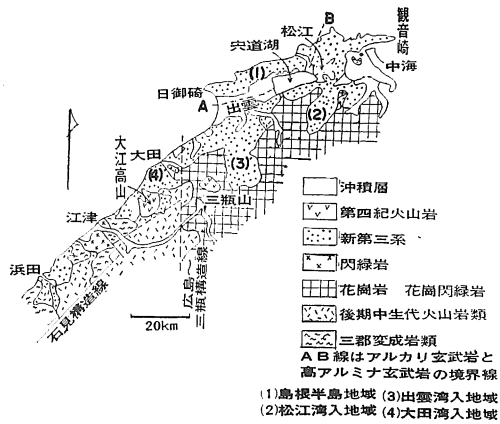 観音崎
B
松江
宍道湖
中海
(1)
日御碕
A
出雲
(2)
大田
(3)
大江高山
(4)
三瓶山
江津
浜田
広島〜三瓶構造線
石見構造線
20km
沖積層
第四紀火山岩
新第三系
閃緑岩
花崗岩 花崗閃緑岩
後期中生代火山岩類
三郡変成岩類
AB線はアルカリ玄武岩と
高アルミナ玄武岩の境界線
(1)島根半島地域 (3)出雲湾入地域
(2)松江湾入地域 (4)大田湾入地域